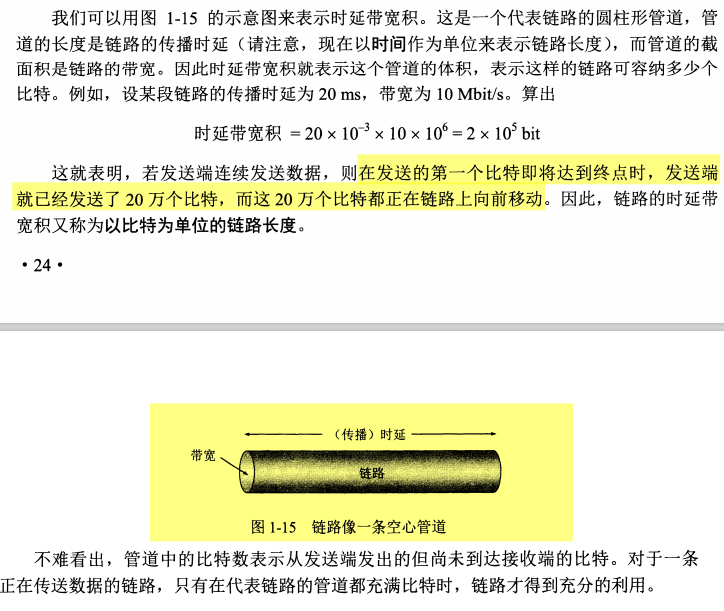 我们可以用图 1-15 的示意图来表示时延带宽积。这是一个代表链路的圆柱形管道，管
道的长度是链路的传播时延（请注意，现在以时间作为单位来表示链路长度），而管道的截
面积是链路的带宽。因此时延带宽积就表示这个管道的体积，表示这样的链路可容纳多少个
比特。例如，设某段链路的传播时延为 20 ms，带宽为 10 Mbit/s。算出
时延带宽积 = 20 × 10⁻³ × 10 × 10⁶ = 2 × 10⁵ bit
这就表明，若发送端连续发送数据，则在发送的第一个比特即将达到终点时，发送端
就已经发送了 20 万个比特，而这 20 万个比特都正在链路上向前移动。因此，链路的时延带
宽积又称为以比特为单位的链路长度。
· 24 ·
（传播）时延
带宽
链路
图 1-15 链路像一条空心管道
不难看出，管道中的比特数表示从发送端发出的但尚未到达接收端的比特。对于一条
正在传送数据的链路，只有在代表链路的管道都充满比特时，链路才得到充分的利用。